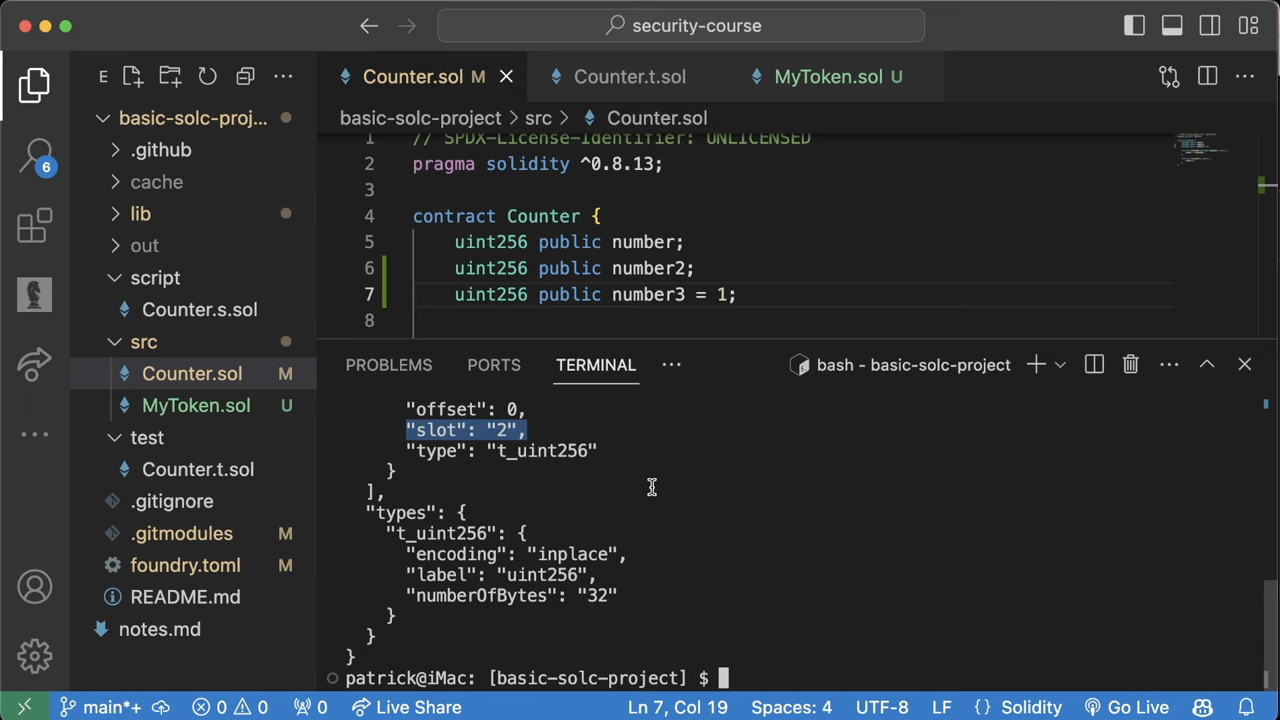 security-course
E
Counter.sol M
Counter.t.sol
MyToken.sol U
basic-solc-proj...
.github
cache
lib
out
script
Counter.s.sol
src
Counter.sol M
MyToken.sol U
test
Counter.t.sol
.gitignore
.gitmodules M
foundry.toml M
README.md
notes.md
6
basic-solc-project > src > Counter.sol
1 // SPDX-License-Identifier: UNLICENSED
2 pragma solidity ^0.8.13;
3
4 contract Counter {
5 uint256 public number;
6 uint256 public number2;
7 uint256 public number3 = 1;
8
PROBLEMS PORTS TERMINAL ... bash - basic-solc-project
"offset": 0,
"slot": "2",
"type": "t_uint256"
}
],
"types": {
"t_uint256": {
"encoding": "inplace",
"label": "uint256",
"numberOfBytes": "32"
}
}
}
patrick@iMac: [basic-solc-project] $
main*+ 0 0 0 Live Share Ln 7, Col 19 Spaces: 4 UTF-8 LF {} Solidity Go Live